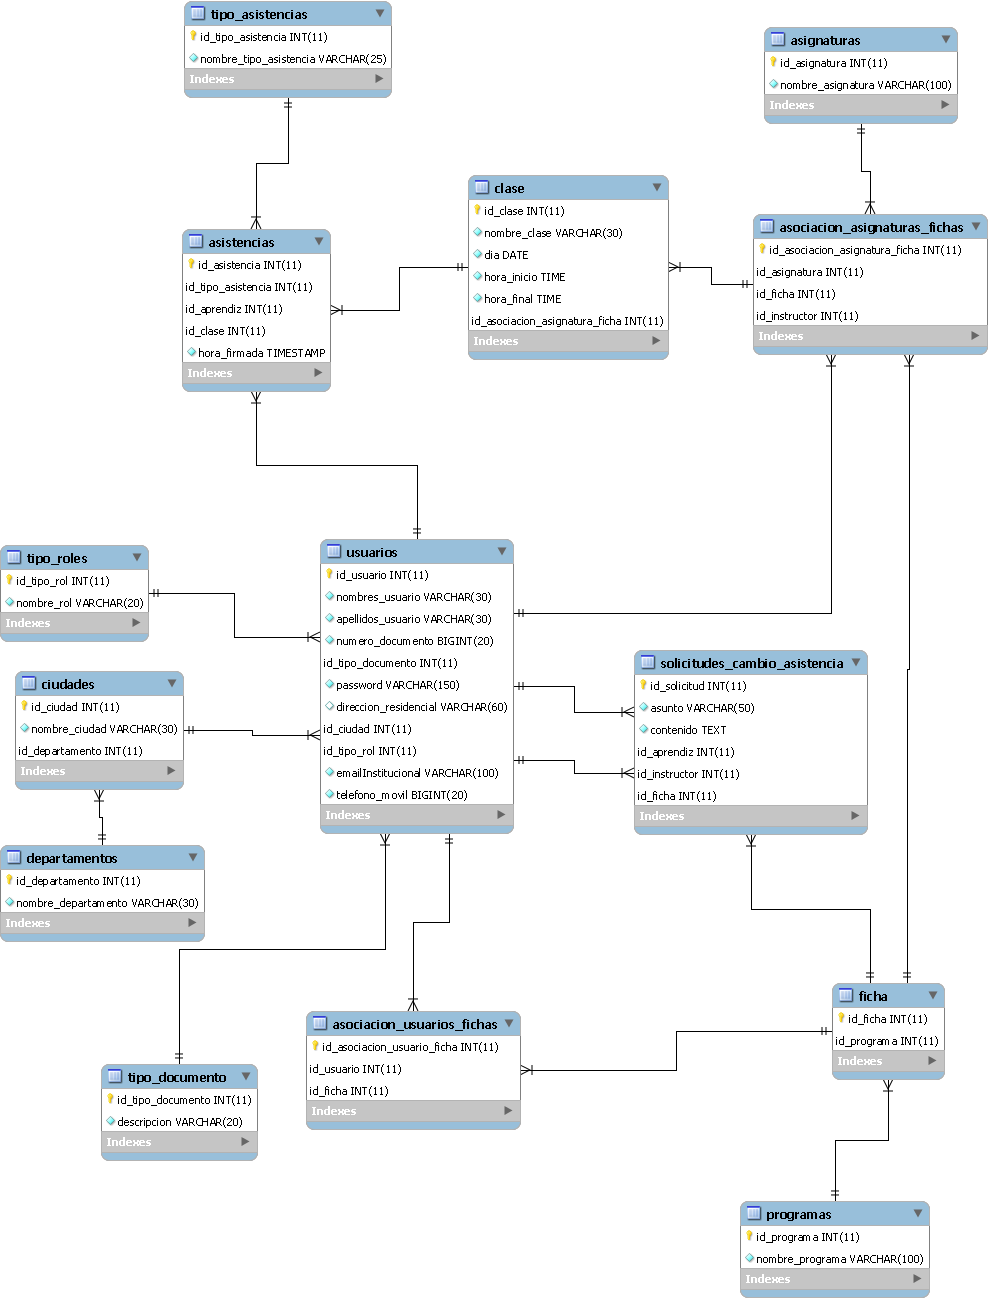 tipo_asistencias
id_tipo_asistencia INT(11)
nombre_tipo_asistencia VARCHAR(25)
Indexes
asignaturas
id_asignatura INT(11)
nombre_asignatura VARCHAR(100)
Indexes
clase
id_clase INT(11)
nombre_clase VARCHAR(30)
dia DATE
hora_inicio TIME
hora_final TIME
id_asociacion_asignatura_ficha INT(11)
Indexes
asociacion_asignaturas_fichas
id_asociacion_asignatura_ficha INT(11)
id_asignatura INT(11)
id_ficha INT(11)
id_instructor INT(11)
Indexes
asistencias
id_asistencia INT(11)
id_tipo_asistencia INT(11)
id_aprendiz INT(11)
id_clase INT(11)
hora_firmada TIMESTAMP
Indexes
tipo_roles
id_tipo_rol INT(11)
nombre_rol VARCHAR(20)
Indexes
usuarios
id_usuario INT(11)
nombres_usuario VARCHAR(30)
apellidos_usuario VARCHAR(30)
numero_documento BIGINT(20)
id_tipo_documento INT(11)
password VARCHAR(150)
direccion_residencial VARCHAR(60)
id_ciudad INT(11)
id_tipo_rol INT(11)
emailInstitucional VARCHAR(100)
telefono_movil BIGINT(20)
Indexes
solicitudes_cambio_asistencia
id_solicitud INT(11)
asunto VARCHAR(50)
contenido TEXT
id_aprendiz INT(11)
id_instructor INT(11)
id_ficha INT(11)
Indexes
ciudades
id_ciudad INT(11)
nombre_ciudad VARCHAR(30)
id_departamento INT(11)
Indexes
departamentos
id_departamento INT(11)
nombre_departamento VARCHAR(30)
Indexes
ficha
id_ficha INT(11)
id_programa INT(11)
Indexes
asociacion_usuarios_fichas
id_asociacion_usuario_ficha INT(11)
id_usuario INT(11)
id_ficha INT(11)
Indexes
tipo_documento
id_tipo_documento INT(11)
descripcion VARCHAR(20)
Indexes
programas
id_programa INT(11)
nombre_programa VARCHAR(100)
Indexes